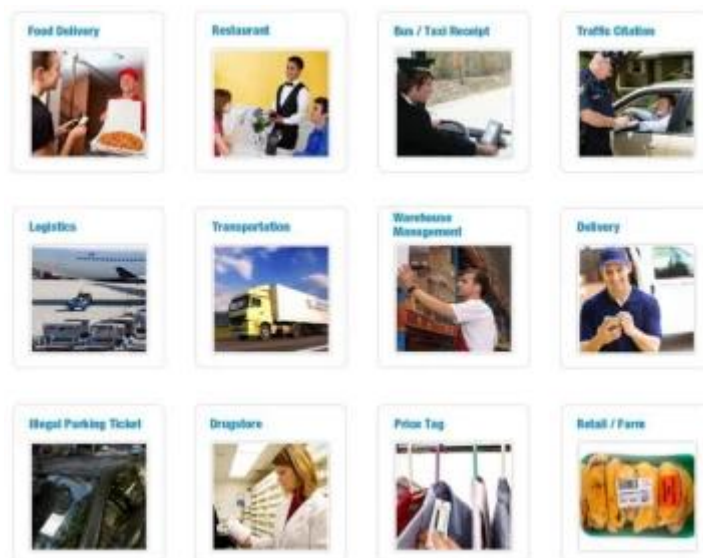 Food Delivery
Restaurant
Bus / Taxi Receipt
Traffic Citation
Logistics
Transportation
Warehouse
Management
Delivery
Illegal Parking Ticket
Drugstore
Price Tag
Retail / Farm